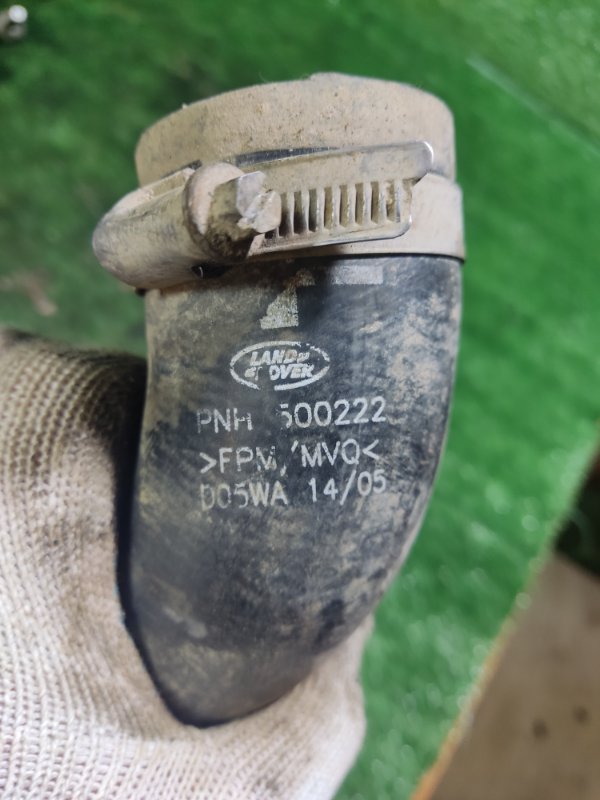 LAND
ROVER
PNH 500222
>FPM/MVQ<
D05WA 14/05